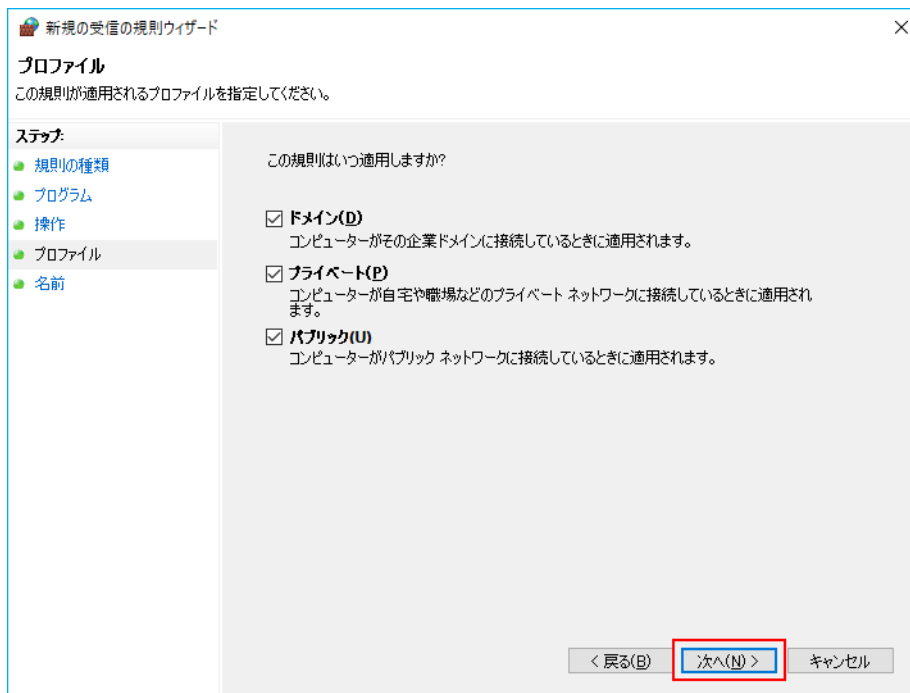 新規の受信の規則ウィザード
プロファイル
この規則が適用されるプロファイルを指定してください。
ステップ:
規則の種類
プログラム
操作
プロファイル
名前
この規則はいつ適用しますか?
ドメイン(D)
コンピューターがその企業ドメインに接続しているときに適用されます。
プライベート(P)
コンピューターが自宅や職場などのプライベート ネットワークに接続しているときに適用され
ます。
パブリック(U)
コンピューターがパブリック ネットワークに接続しているときに適用されます。
< 戻る(B)
次へ(N) >
キャンセル